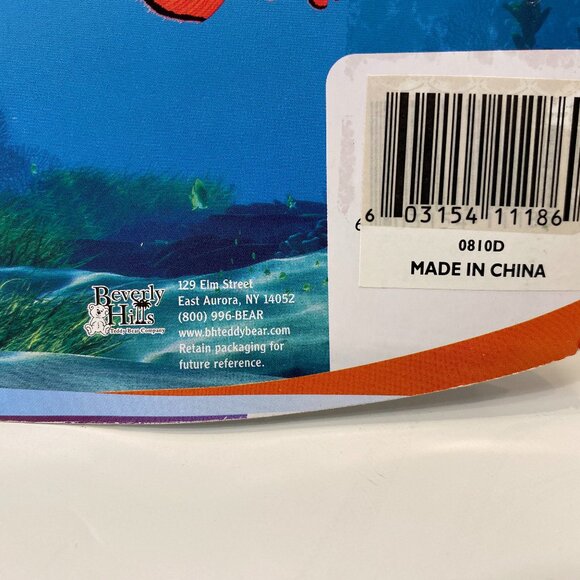 6 03154 11186
0810D
MADE IN CHINA
Beverly
Hills
Teddy Bear Company
129 Elm Street
East Aurora, NY 14052
(800) 996-BEAR
www.bhteddybear.com
Retain packaging for
future reference.